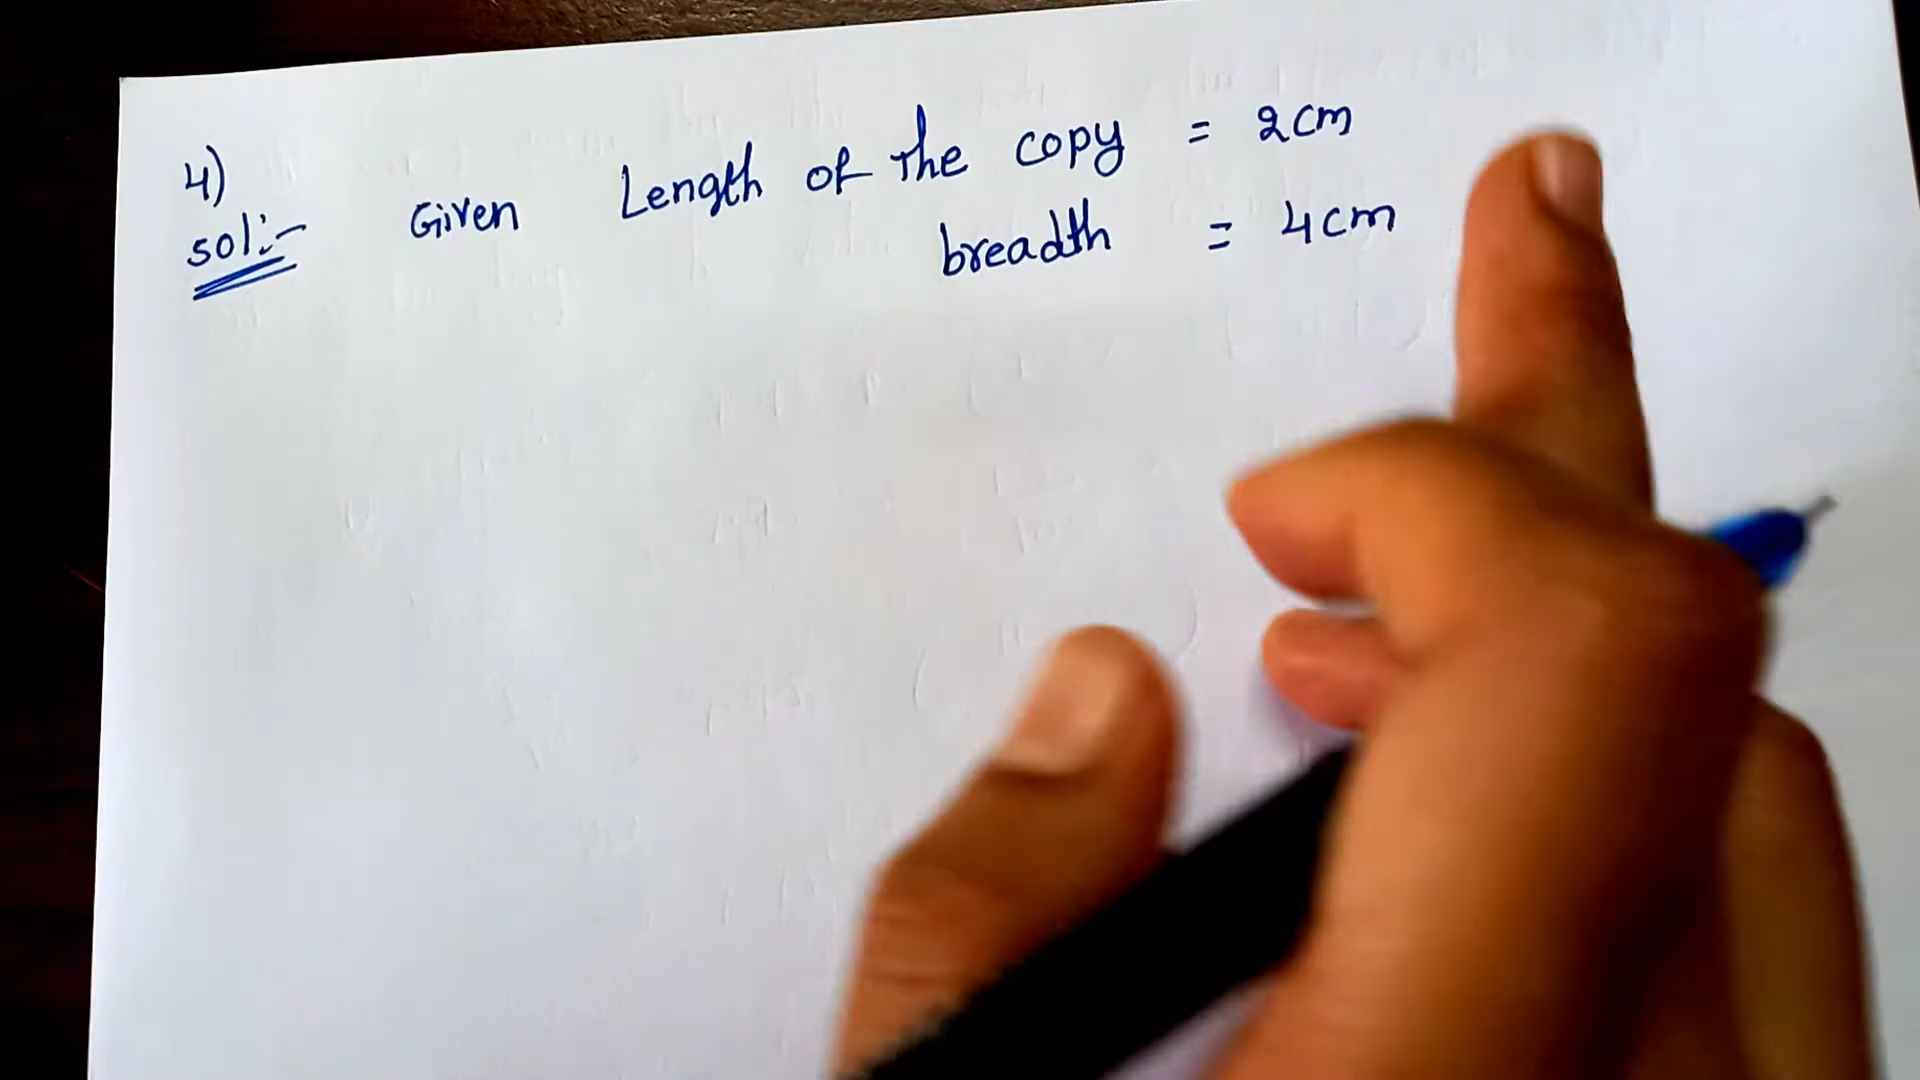 4)
Sol:- Given Length of the copy = 2cm
breadth = 4cm